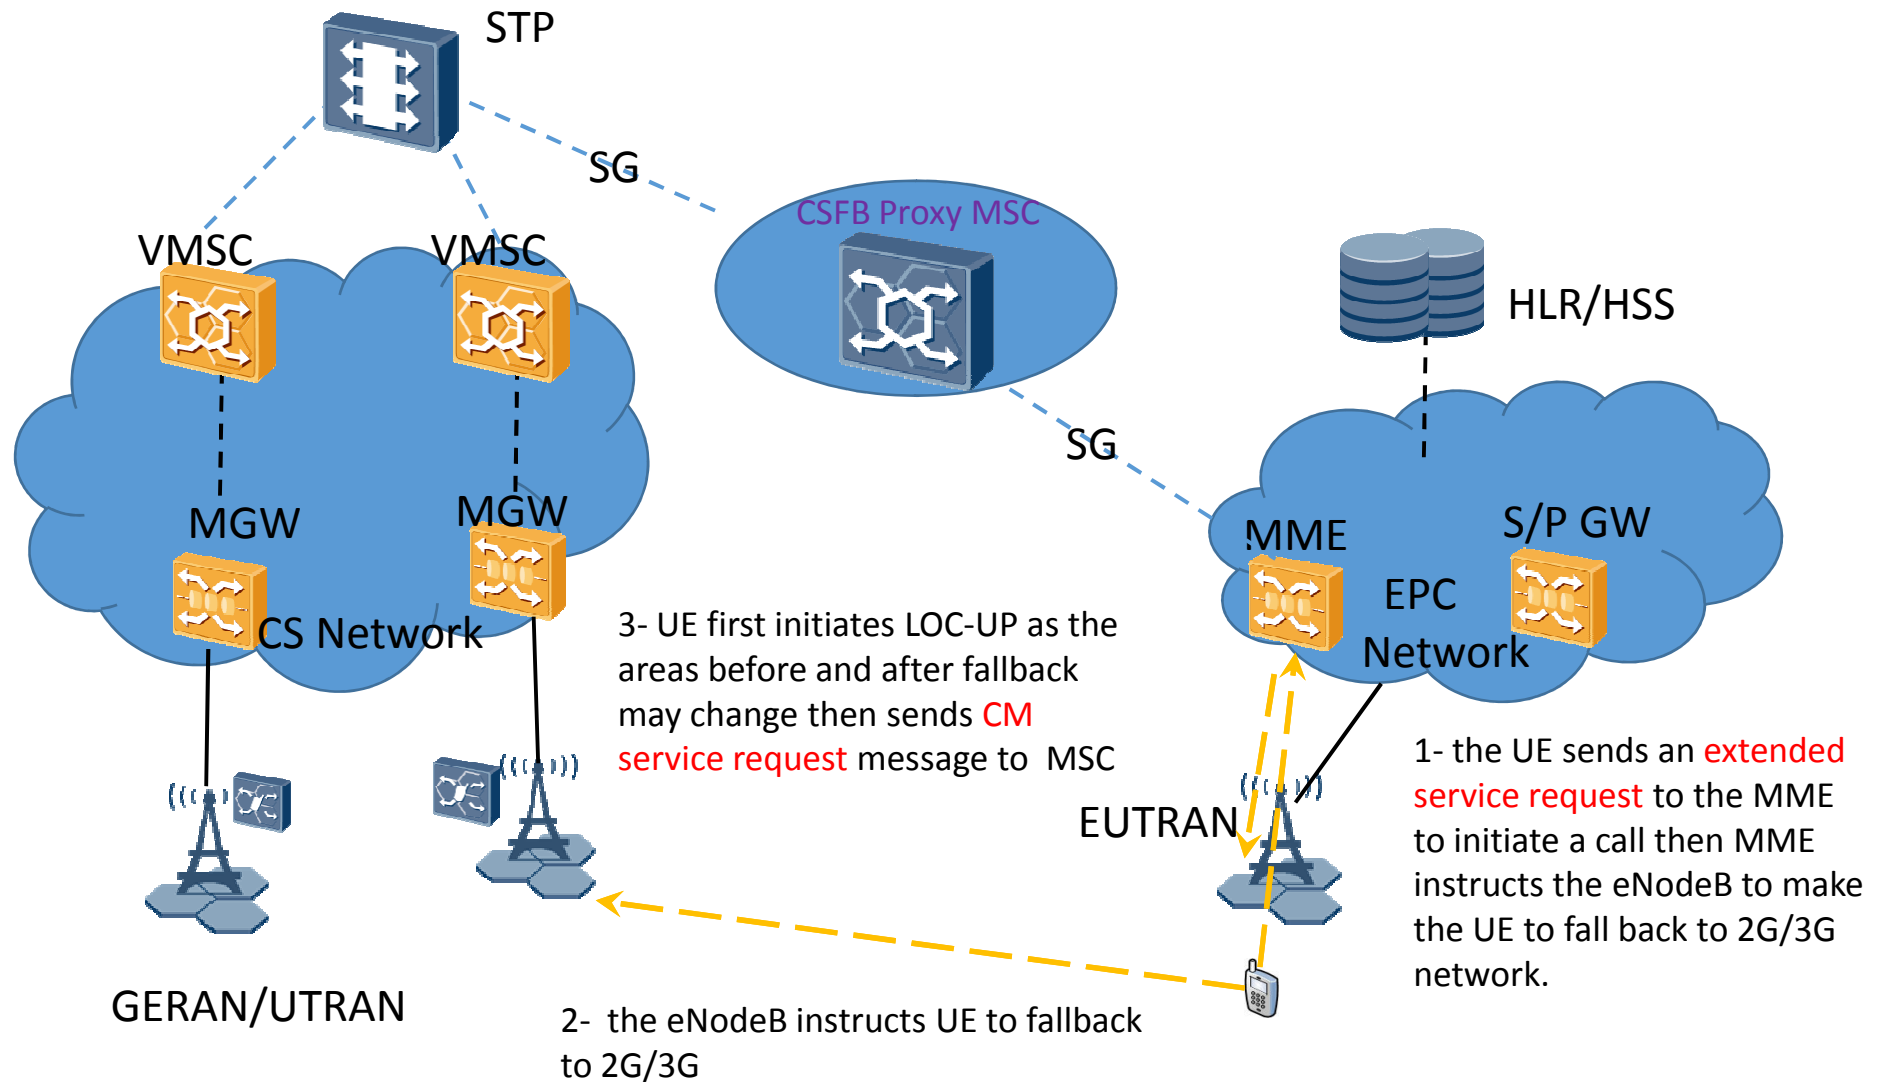 STP
SG
CSFB Proxy MSC
VMSC
VMSC
HLR/HSS
SG
MGW
MGW
MME
S/P GW
EPC
Network
CS Network
3- UE first initiates LOC-UP as the
areas before and after fallback
may change then sends CM
service request message to MSC
EUTRAN
1- the UE sends an extended
service request to the MME
to initiate a call then MME
instructs the eNodeB to make
the UE to fall back to 2G/3G
network.
GERAN/UTRAN
2- the eNodeB instructs UE to fallback
to 2G/3G